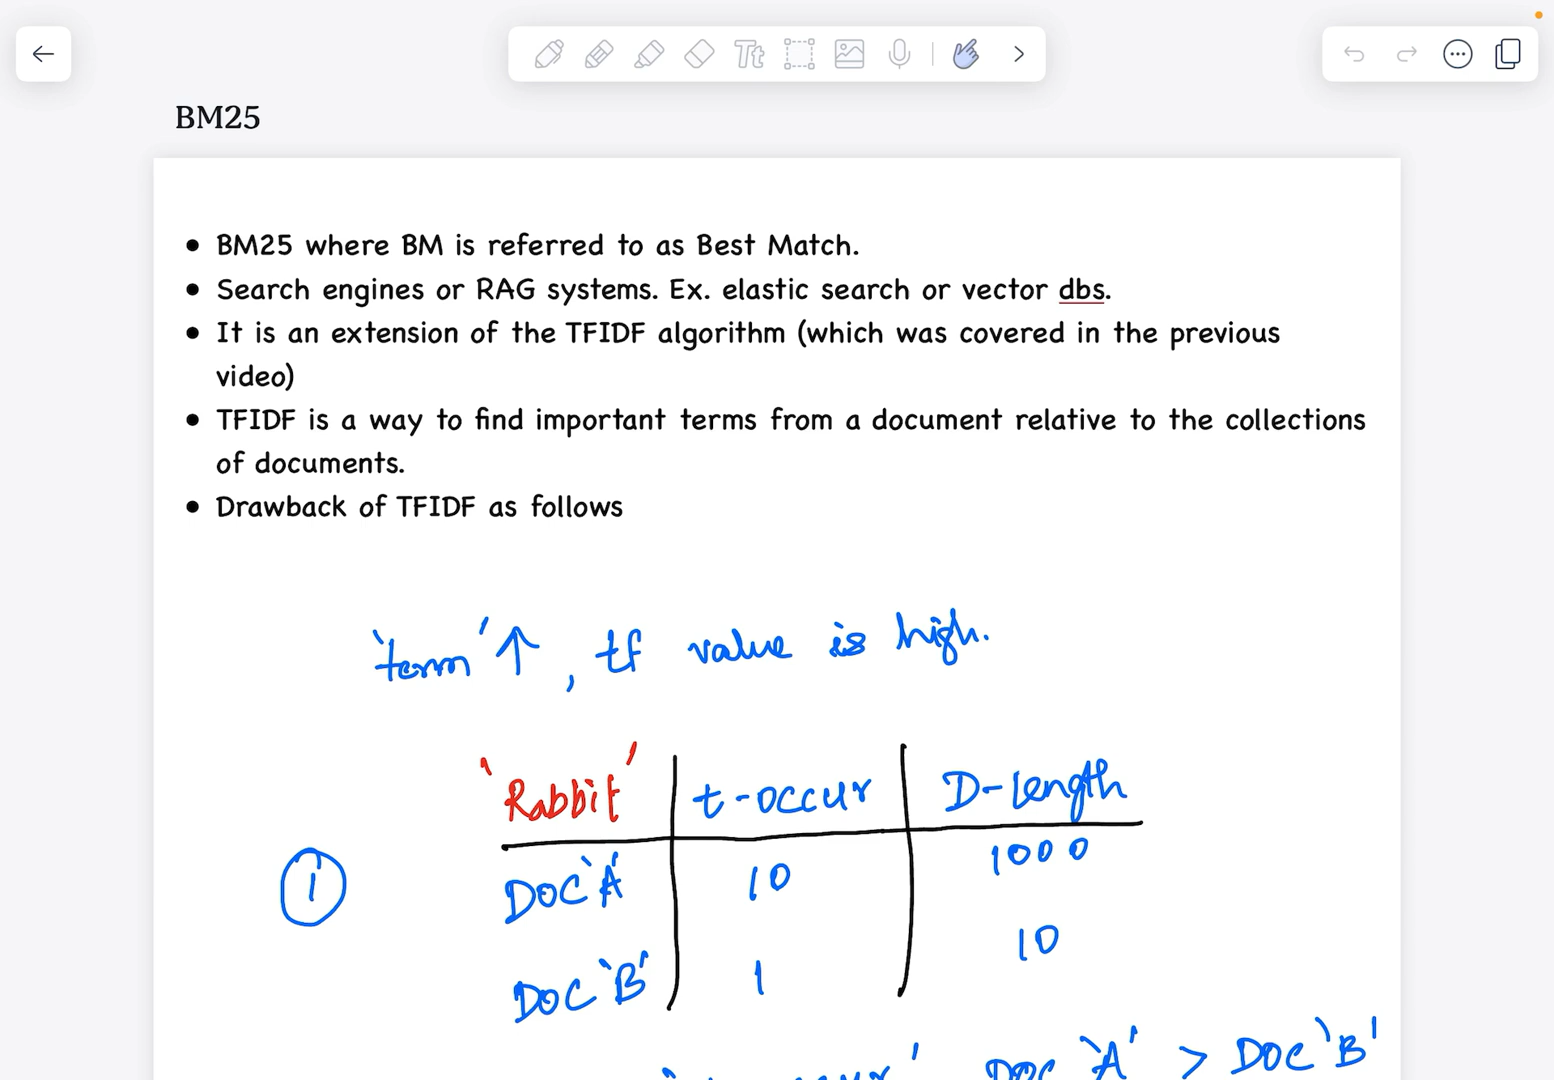 Tt
BM25
• BM25 where BM is referred to as Best Match.
• Search engines or RAG systems. Ex. elastic search or vector dbs.
• It is an extension of the TFIDF algorithm (which was covered in the previous
video)
• TFIDF is a way to find important terms from a document relative to the collections
of documents.
• Drawback of TFIDF as follows
'term' ↑, tf value is high.
'Rabbit' t-occur D-length
1 DOC 'A' 10 1000
DOC 'B' 1 10
DOC 'A' > DOC 'B'